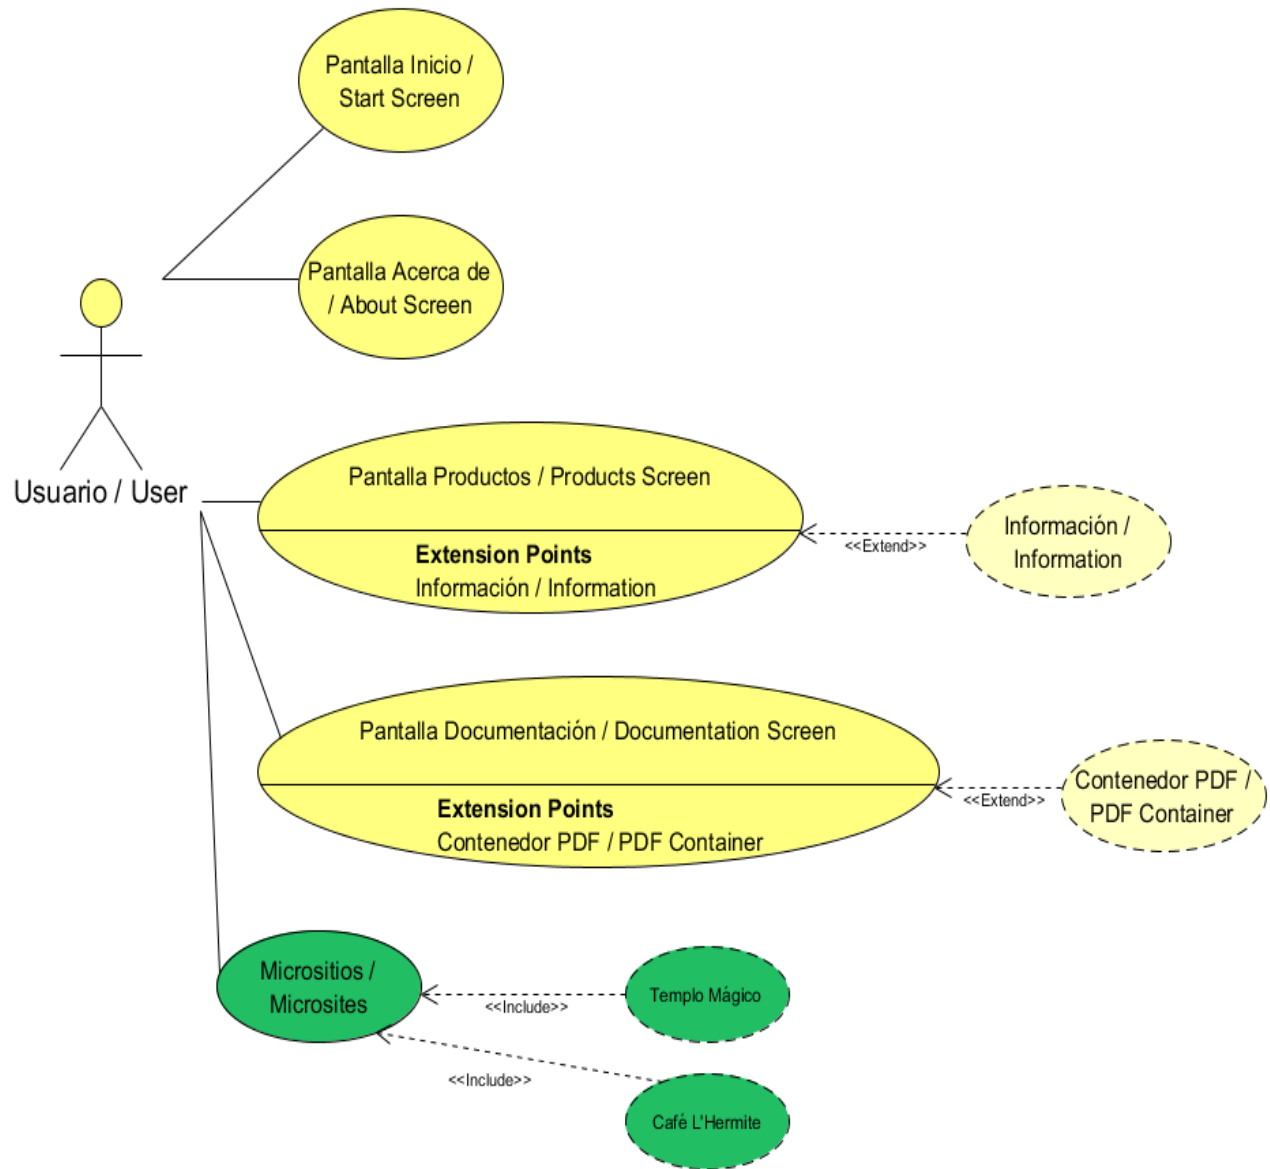 Pantalla Inicio /
Start Screen
Pantalla Acerca de
/ About Screen
Usuario / User
Pantalla Productos / Products Screen
Extension Points
Información / Information
<<Extend>>
Información /
Information
Pantalla Documentación / Documentation Screen
Extension Points
Contenedor PDF / PDF Container
<<Extend>>
Contenedor PDF /
PDF Container
Micrositios /
Microsites
<<Include>>
Templo Mágico
<<Include>>
Café L'Hermite